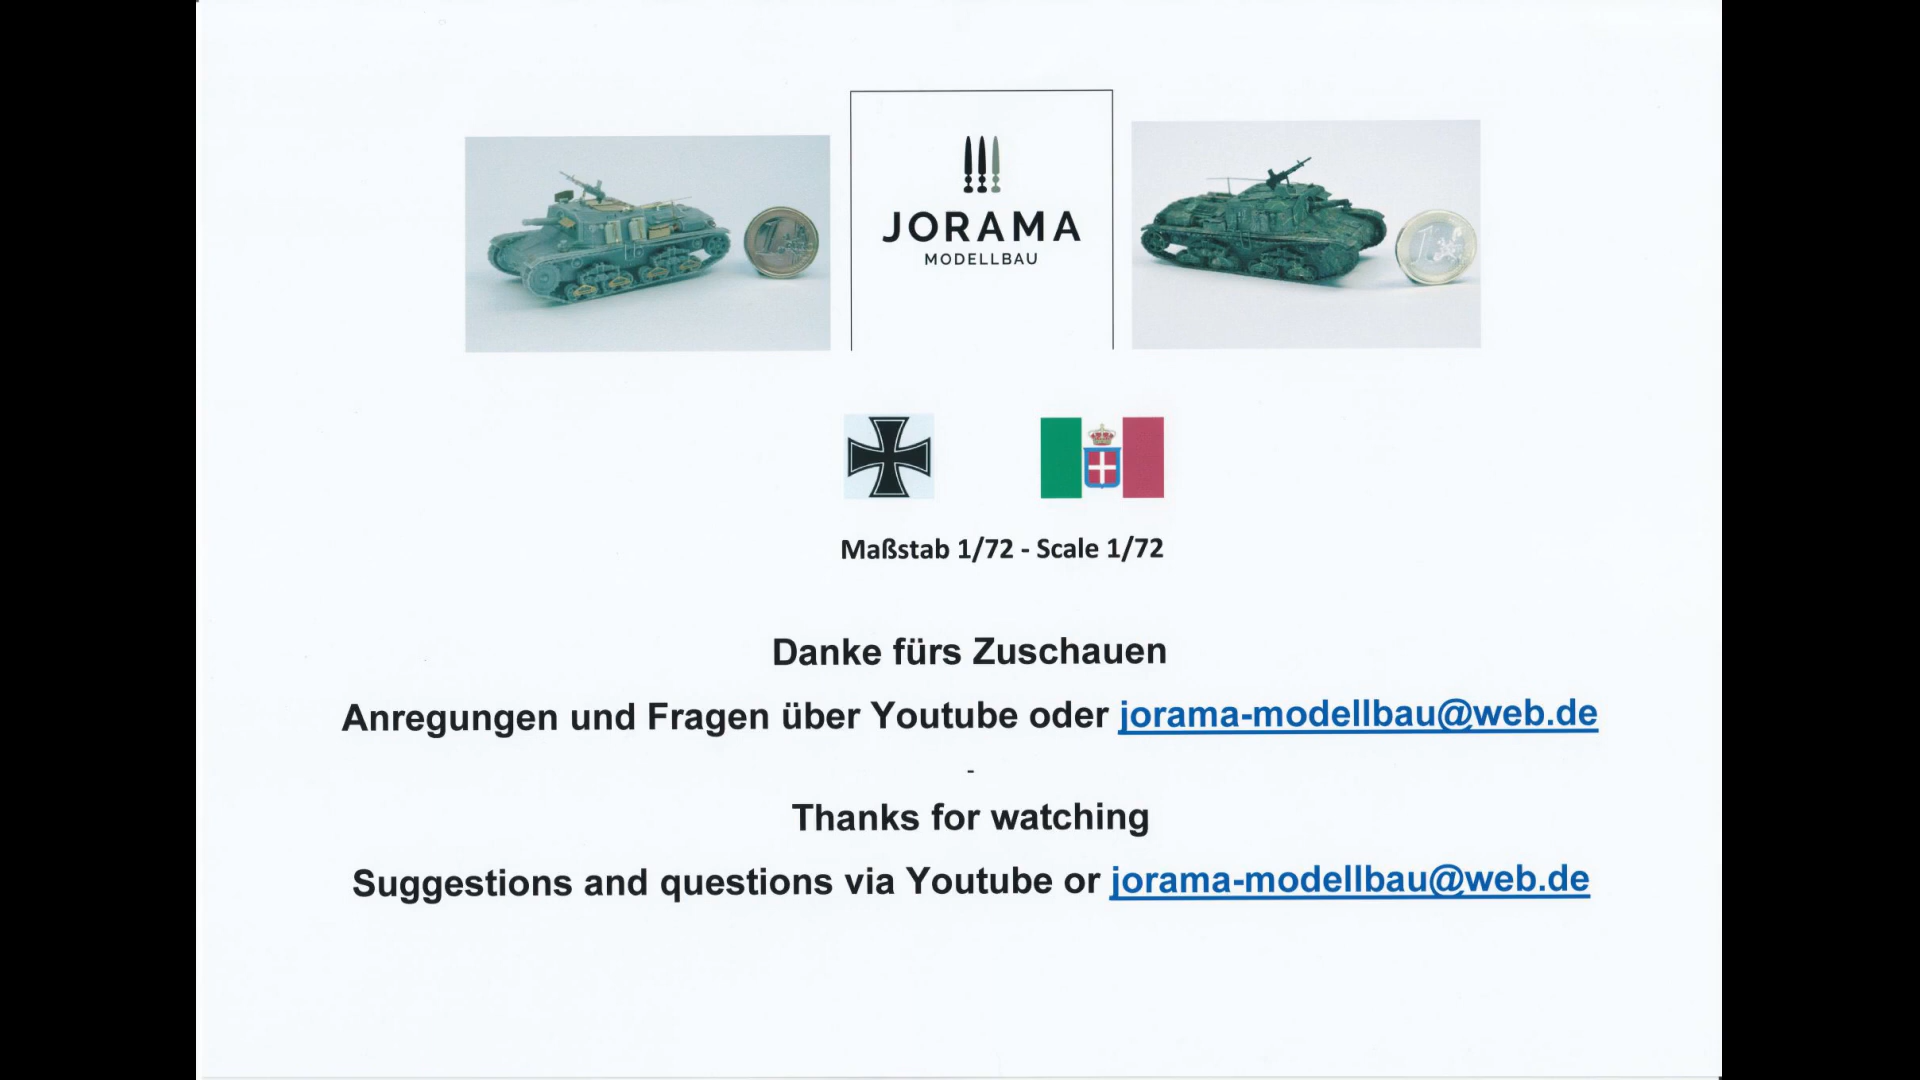 JORAMA
MODELLBAU
Maßstab 1/72 - Scale 1/72
Danke fürs Zuschauen
Anregungen und Fragen über Youtube oder jorama-modellbau@web.de
-
Thanks for watching
Suggestions and questions via Youtube or jorama-modellbau@web.de